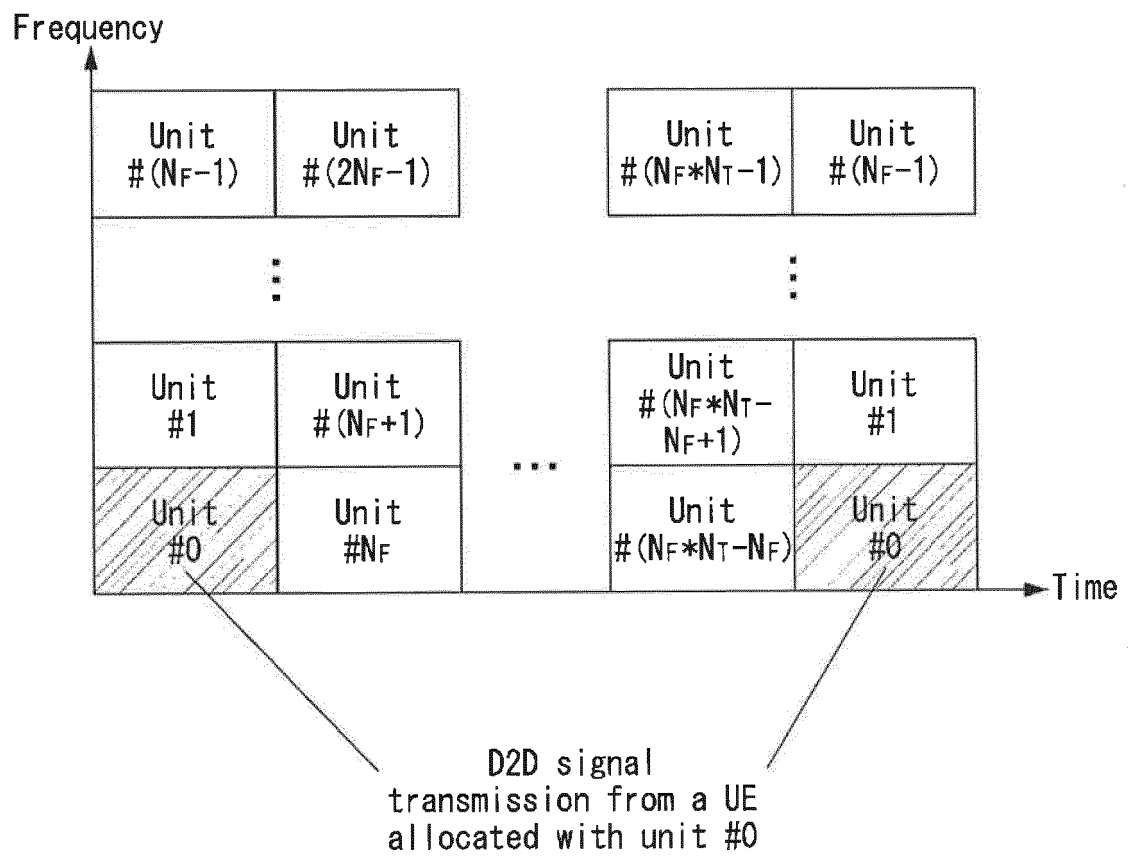 Frequency
Unit Unit Unit Unit
#(NF-1) #(2NF-1) #(NF*NT-1) #(NF-1)
⋮ ⋮
Unit Unit Unit Unit
#1 #(NF+1) #(NF*NT- #1
NF+1)
...
Unit Unit Unit Unit
#0 #NF #(NF*NT-NF) #0
Time
D2D signal
transmission from a UE
allocated with unit #0